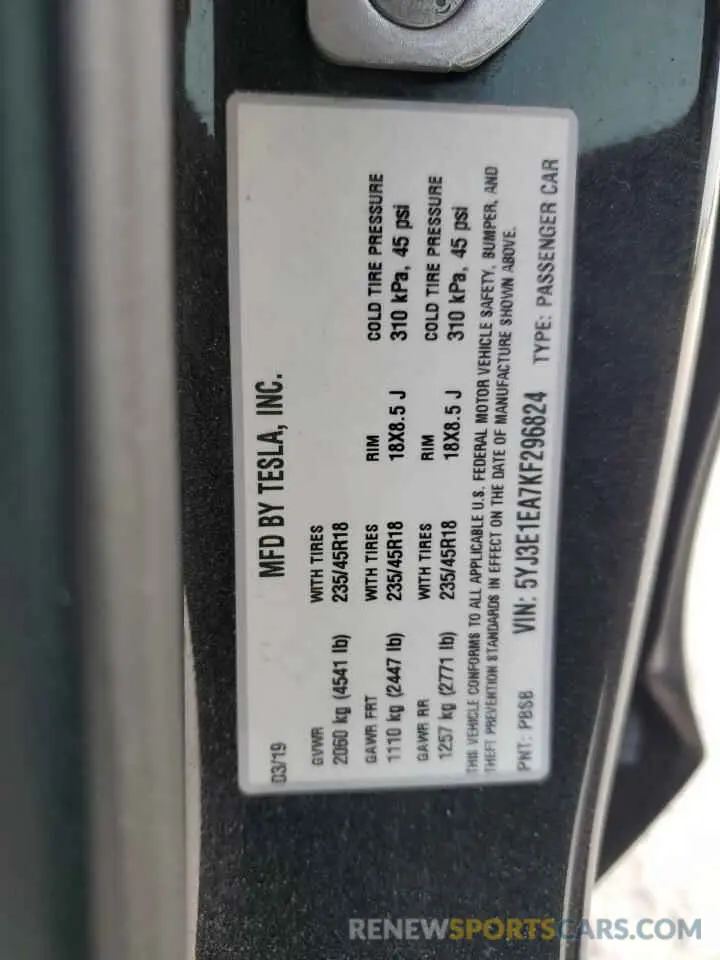 MFD BY TESLA, INC.
03/19
GVWR WITH TIRES RIM COLD TIRE PRESSURE
2060 kg (4541 lb) 235/45R18
GAWR FRT WITH TIRES RIM COLD TIRE PRESSURE
1110 kg (2447 lb) 235/45R18 18X8.5 J 310 kPa, 45 psi
GAWR RR WITH TIRES RIM COLD TIRE PRESSURE
1257 kg (2771 lb) 235/45R18 18X8.5 J 310 kPa, 45 psi
THIS VEHICLE CONFORMS TO ALL APPLICABLE U.S. FEDERAL MOTOR VEHICLE SAFETY, BUMPER, AND
THEFT PREVENTION STANDARDS IN EFFECT ON THE DATE OF MANUFACTURE SHOWN ABOVE.
PNT: PBSB VIN: 5YJ3E1EA7KF296824 TYPE: PASSENGER CAR
RENEWSPORTSCARS.COM